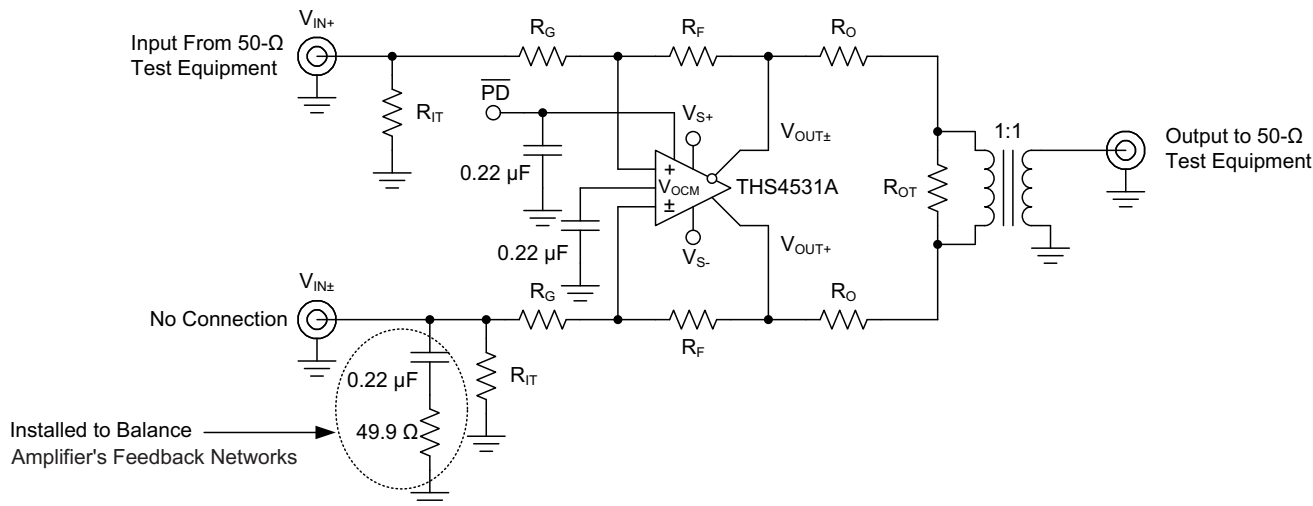 V_IN+
Input From 50-Ω
Test Equipment
R_G
R_F
R_O
R_IT
PD
V_S+
V_OUT±
1:1
Output to 50-Ω
Test Equipment
0.22 µF
+
V_OCM
±
THS4531A
R_OT
0.22 µF
V_S-
V_OUT+
V_IN±
No Connection
R_G
R_F
R_O
0.22 µF
R_IT
49.9 Ω
Installed to Balance
Amplifier's Feedback Networks